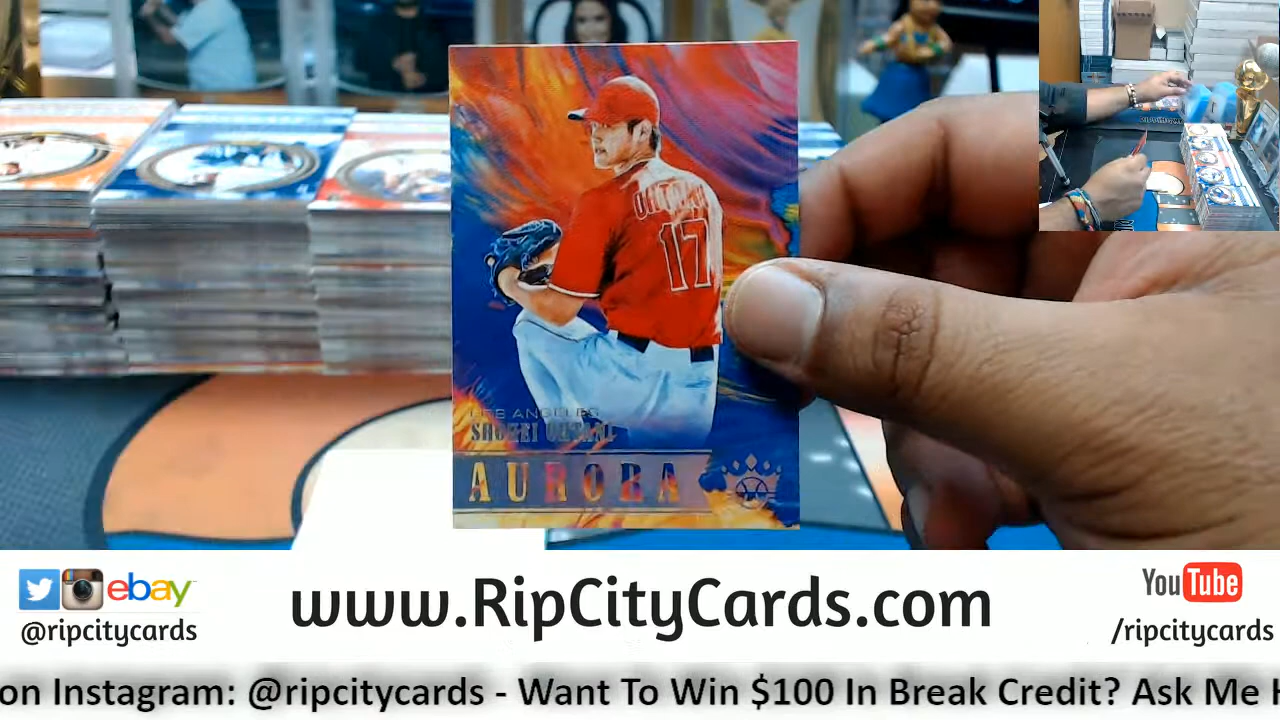 OHTANI
17
LOS ANGELES
SHOHEI OHTANI
AURORA
ebay
@ripcitycards
www.RipCityCards.com
YouTube
/ripcitycards
on Instagram: @ripcitycards - Want To Win $100 In Break Credit? Ask Me H